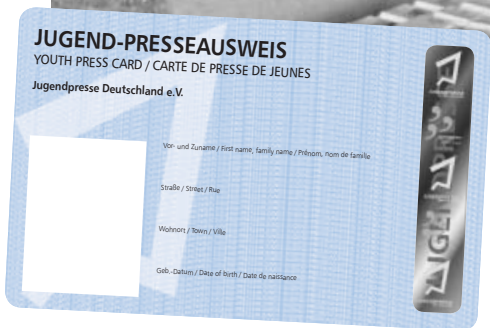 JUGEND-PRESSEAUSWEIS
YOUTH PRESS CARD / CARTE DE PRESSE DE JEUNES
Jugendpresse Deutschland e.V.
Vor- und Zuname / First name, family name / Prénom, nom de famille
Straße / Street / Rue
Wohnort / Town / Ville
Geb.-Datum / Date of birth / Date de naissance